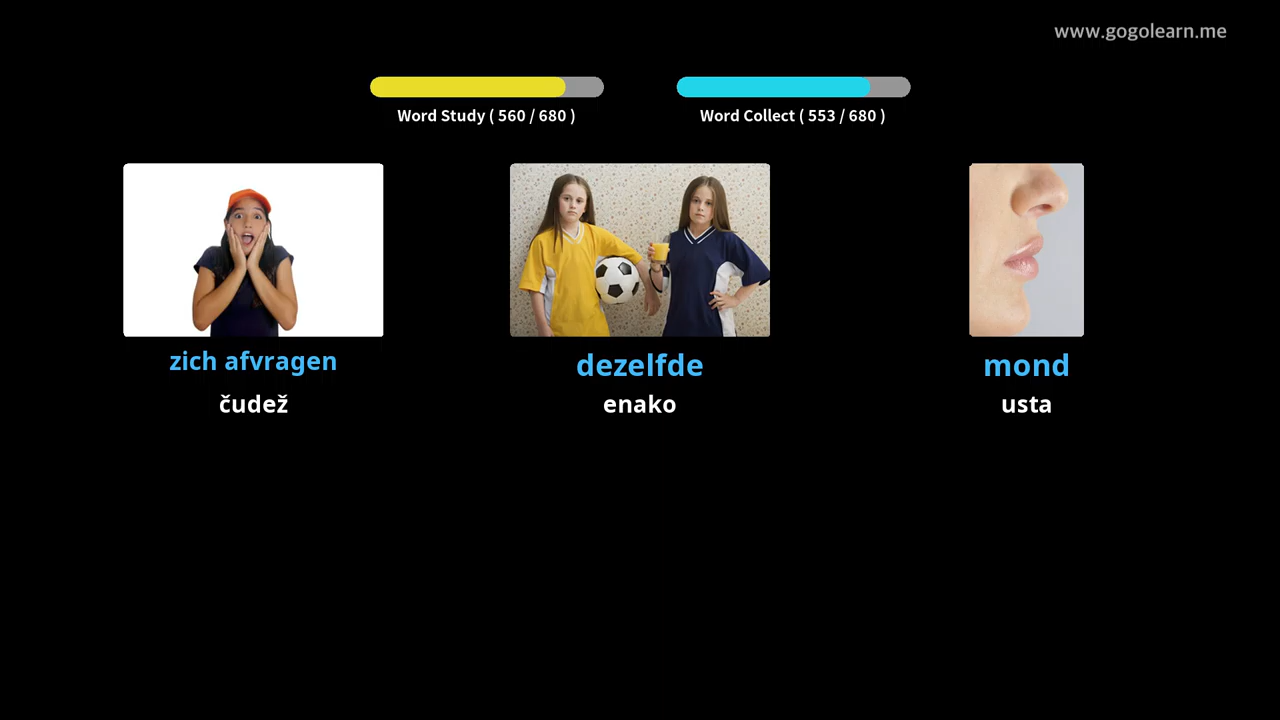 www.gogolearn.me
Word Study ( 560 / 680 )
Word Collect ( 553 / 680 )
zich afvragen
dezelfde
mond
čudež
enako
usta